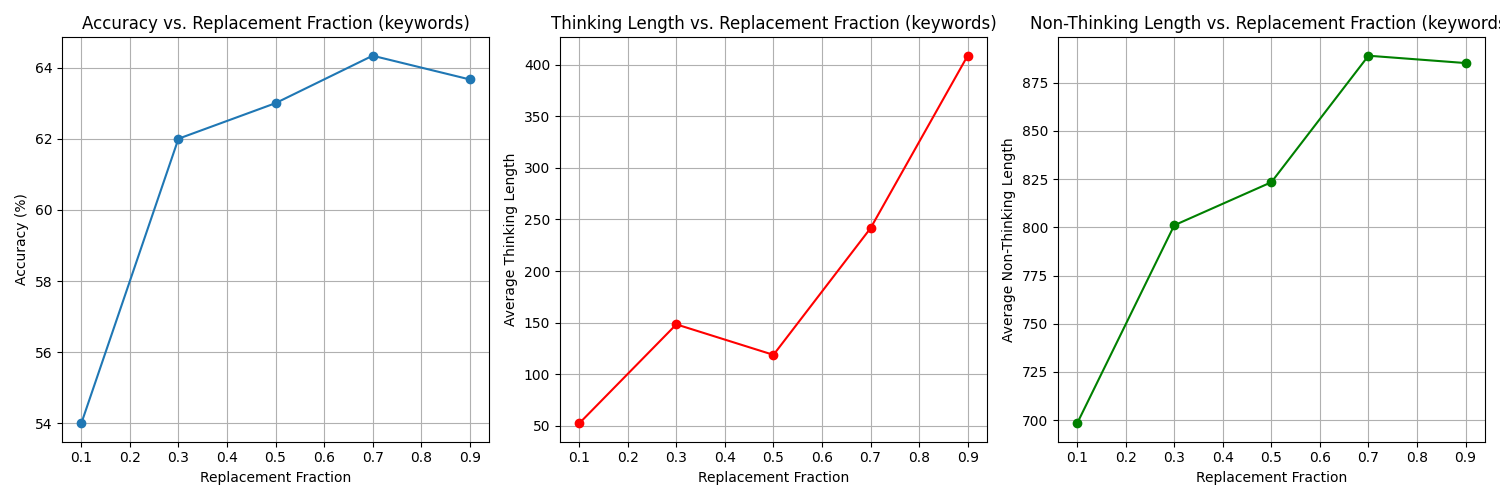 Accuracy vs. Replacement Fraction (keywords)
64
62
60
58
56
54
Accuracy (%)
0.1 0.2 0.3 0.4 0.5 0.6 0.7 0.8 0.9
Replacement Fraction
Thinking Length vs. Replacement Fraction (keywords)
400
350
300
250
200
150
100
50
Average Thinking Length
0.1 0.2 0.3 0.4 0.5 0.6 0.7 0.8 0.9
Replacement Fraction
Non-Thinking Length vs. Replacement Fraction (keywords
875
850
825
800
775
750
725
700
Average Non-Thinking Length
0.1 0.2 0.3 0.4 0.5 0.6 0.7 0.8 0.9
Replacement Fraction